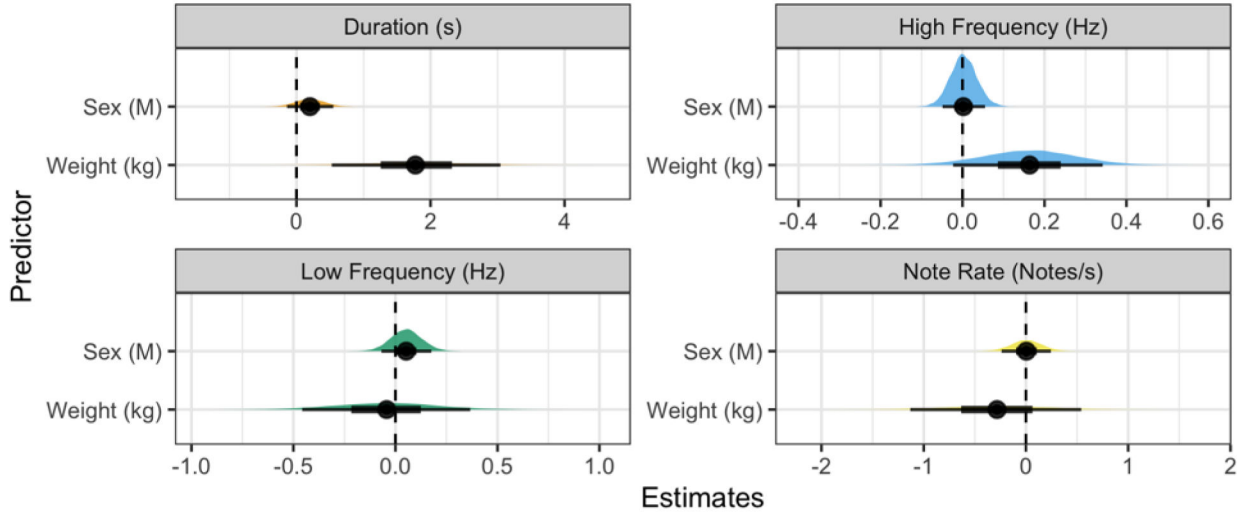 Duration (s)
High Frequency (Hz)
Sex (M)
Weight (kg)
0 2 4
Sex (M)
Weight (kg)
-0.4 -0.2 0.0 0.2 0.4 0.6
Predictor
Low Frequency (Hz)
Note Rate (Notes/s)
Sex (M)
Weight (kg)
-1.0 -0.5 0.0 0.5 1.0
Sex (M)
Weight (kg)
-2 -1 0 1 2
Estimates